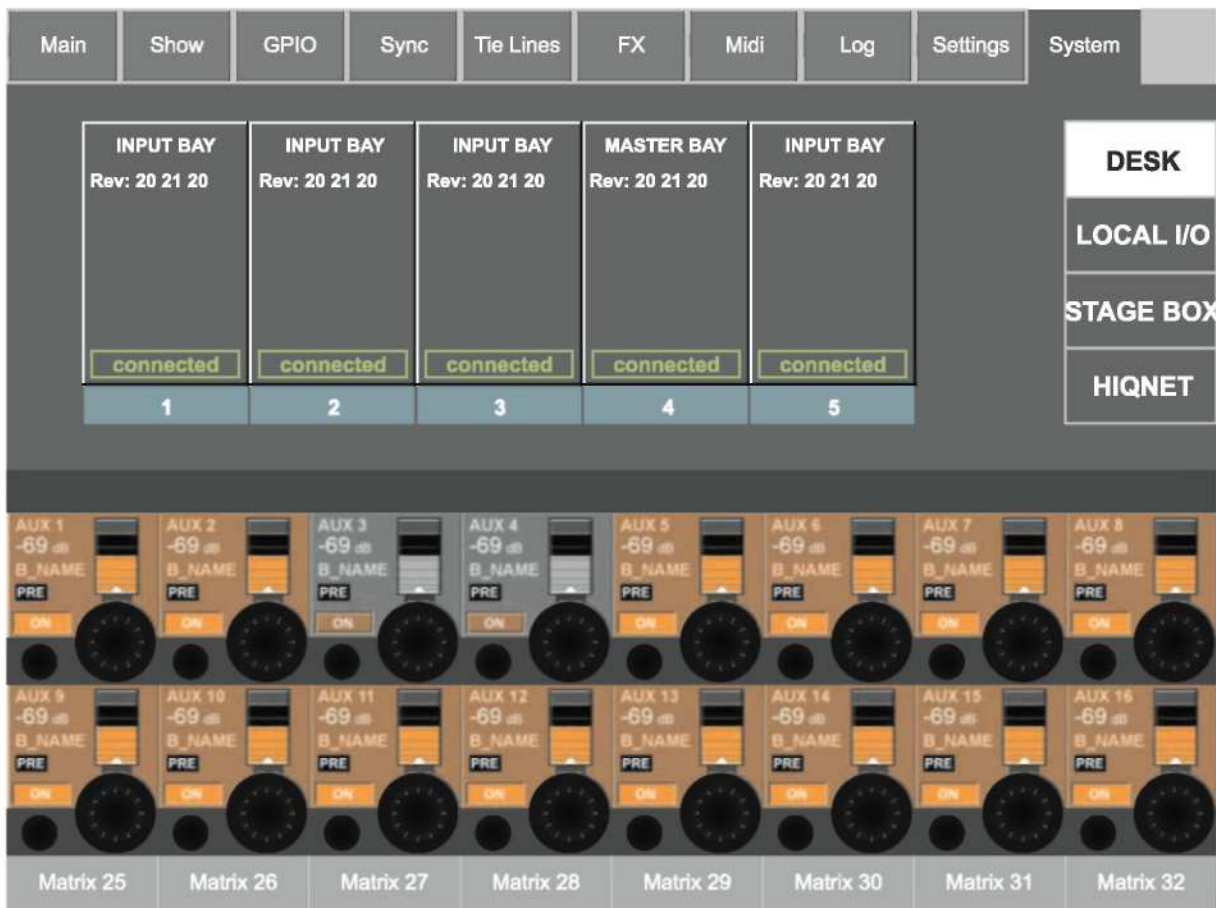 Main Show GPIO Sync Tie Lines FX Midi Log Settings System
INPUT BAY INPUT BAY INPUT BAY MASTER BAY INPUT BAY
Rev: 20 21 20 Rev: 20 21 20 Rev: 20 21 20 Rev: 20 21 20 Rev: 20 21 20
connected connected connected connected connected
1 2 3 4 5
DESK
LOCAL I/O
STAGE BOX
HIQNET
AUX 1 AUX 2 AUX 3 AUX 4 AUX 5 AUX 6 AUX 7 AUX 8
-69 dB -69 dB -69 dB -69 dB -69 dB -69 dB -69 dB -69 dB
B_NAME B_NAME B_NAME B_NAME B_NAME B_NAME B_NAME B_NAME
PRE PRE PRE PRE PRE PRE PRE PRE
ON ON ON ON ON ON ON ON
AUX 9 AUX 10 AUX 11 AUX 12 AUX 13 AUX 14 AUX 15 AUX 16
-69 dB -69 dB -69 dB -69 dB -69 dB -69 dB -69 dB -69 dB
B_NAME B_NAME B_NAME B_NAME B_NAME B_NAME B_NAME B_NAME
PRE PRE PRE PRE PRE PRE PRE PRE
ON ON ON ON ON ON ON ON
Matrix 25 Matrix 26 Matrix 27 Matrix 28 Matrix 29 Matrix 30 Matrix 31 Matrix 32